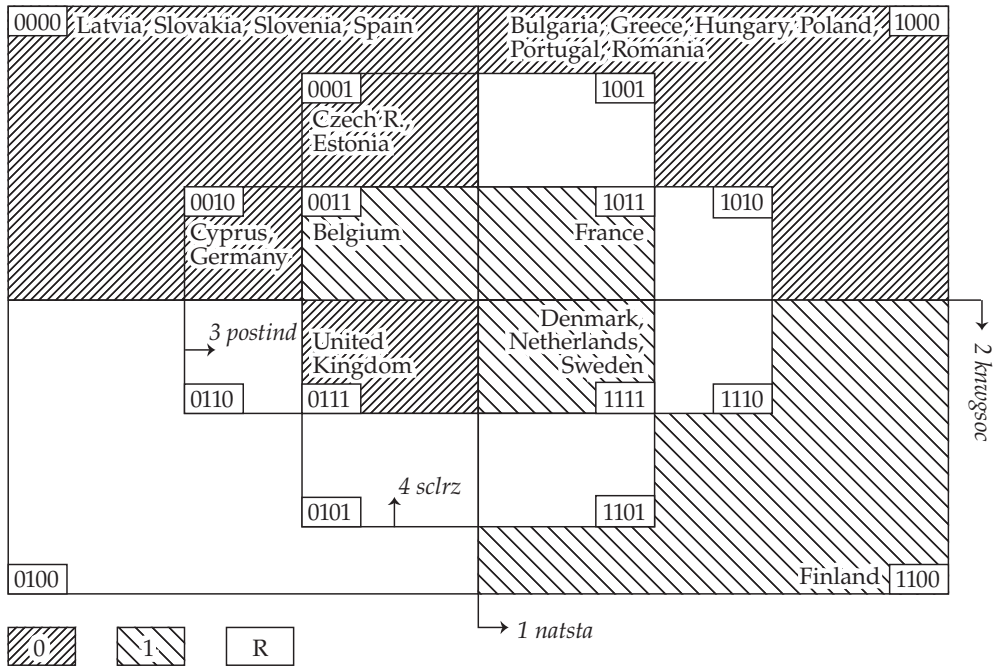 0000
Latvia, Slovakia, Slovenia, Spain
Bulgaria, Greece, Hungary, Poland,
Portugal, Romania
1000
0001
Czech R.,
Estonia
1001
0010
Cyprus,
Germany
0011
Belgium
1011
France
1010
3 postind
United
Kingdom
Denmark,
Netherlands,
Sweden
2 knwgsoc
0110
0111
1111
1110
4 sclrz
0101
1101
0100
Finland
1100
1 natsta
0
1
R